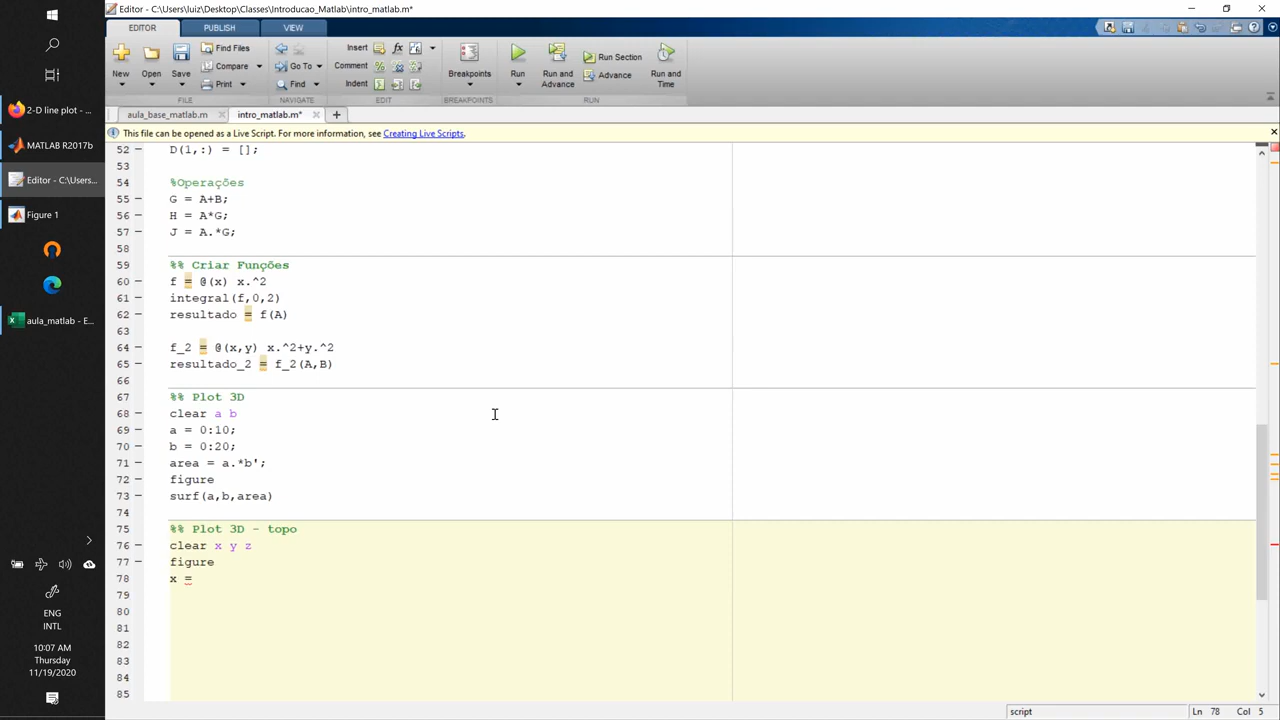 Editor - C:\Users\luiz\Desktop\Classes\Introducao_Matlab\intro_matlab.m*
EDITOR PUBLISH VIEW
New Open Save Find Files Compare Print
FILE
Go To Find
NAVIGATE
Insert fx
Comment %
Indent
EDIT
Breakpoints
BREAKPOINTS
Run Run and Advance Run Section Advance Run and Time
RUN
aula_base_matlab.m intro_matlab.m*
This file can be opened as a Live Script. For more information, see Creating Live Scripts.
2-D line plot - ...
MATLAB R2017b
Editor - C:\Users...
Figure 1
aula_matlab - E...
ENG
INTL
10:07 AM
Thursday
11/19/2020
52 D(1,:) = [];
53
54 %Operações
55 G = A+B;
56 H = A*G;
57 J = A.*G;
58
59 %% Criar Funções
60 f = @(x) x.^2
61 integral(f,0,2)
62 resultado = f(A)
63
64 f_2 = @(x,y) x.^2+y.^2
65 resultado_2 = f_2(A,B)
66
67 %% Plot 3D
68 clear a b
69 a = 0:10;
70 b = 0:20;
71 area = a.*b';
72 figure
73 surf(a,b,area)
74
75 %% Plot 3D - topo
76 clear x y z
77 figure
78 x =
79
80
81
82
83
84
85
script Ln 78 Col 5